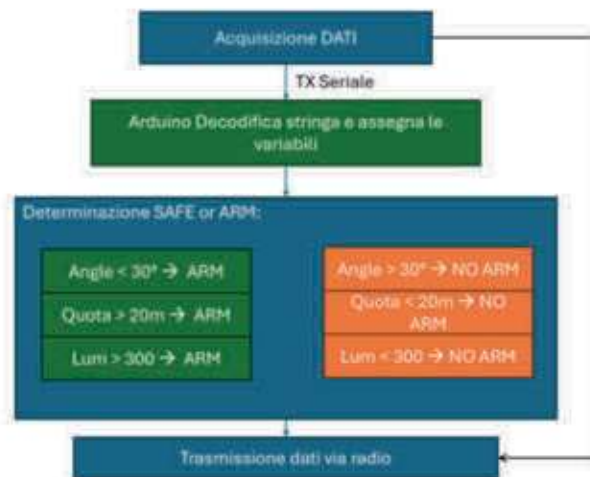 Acquisizione DATI
TX Seriale
Arduino Decodifica stringa e assegna le
variabili
Determinazione SAFE or ARM:
Angle < 30° → ARM
Quota > 20m → ARM
Lum > 300 → ARM
Angle > 30° → NO ARM
Quota < 20m → NO
ARM
Lum < 300 → NO ARM
Trasmissione dati via radio